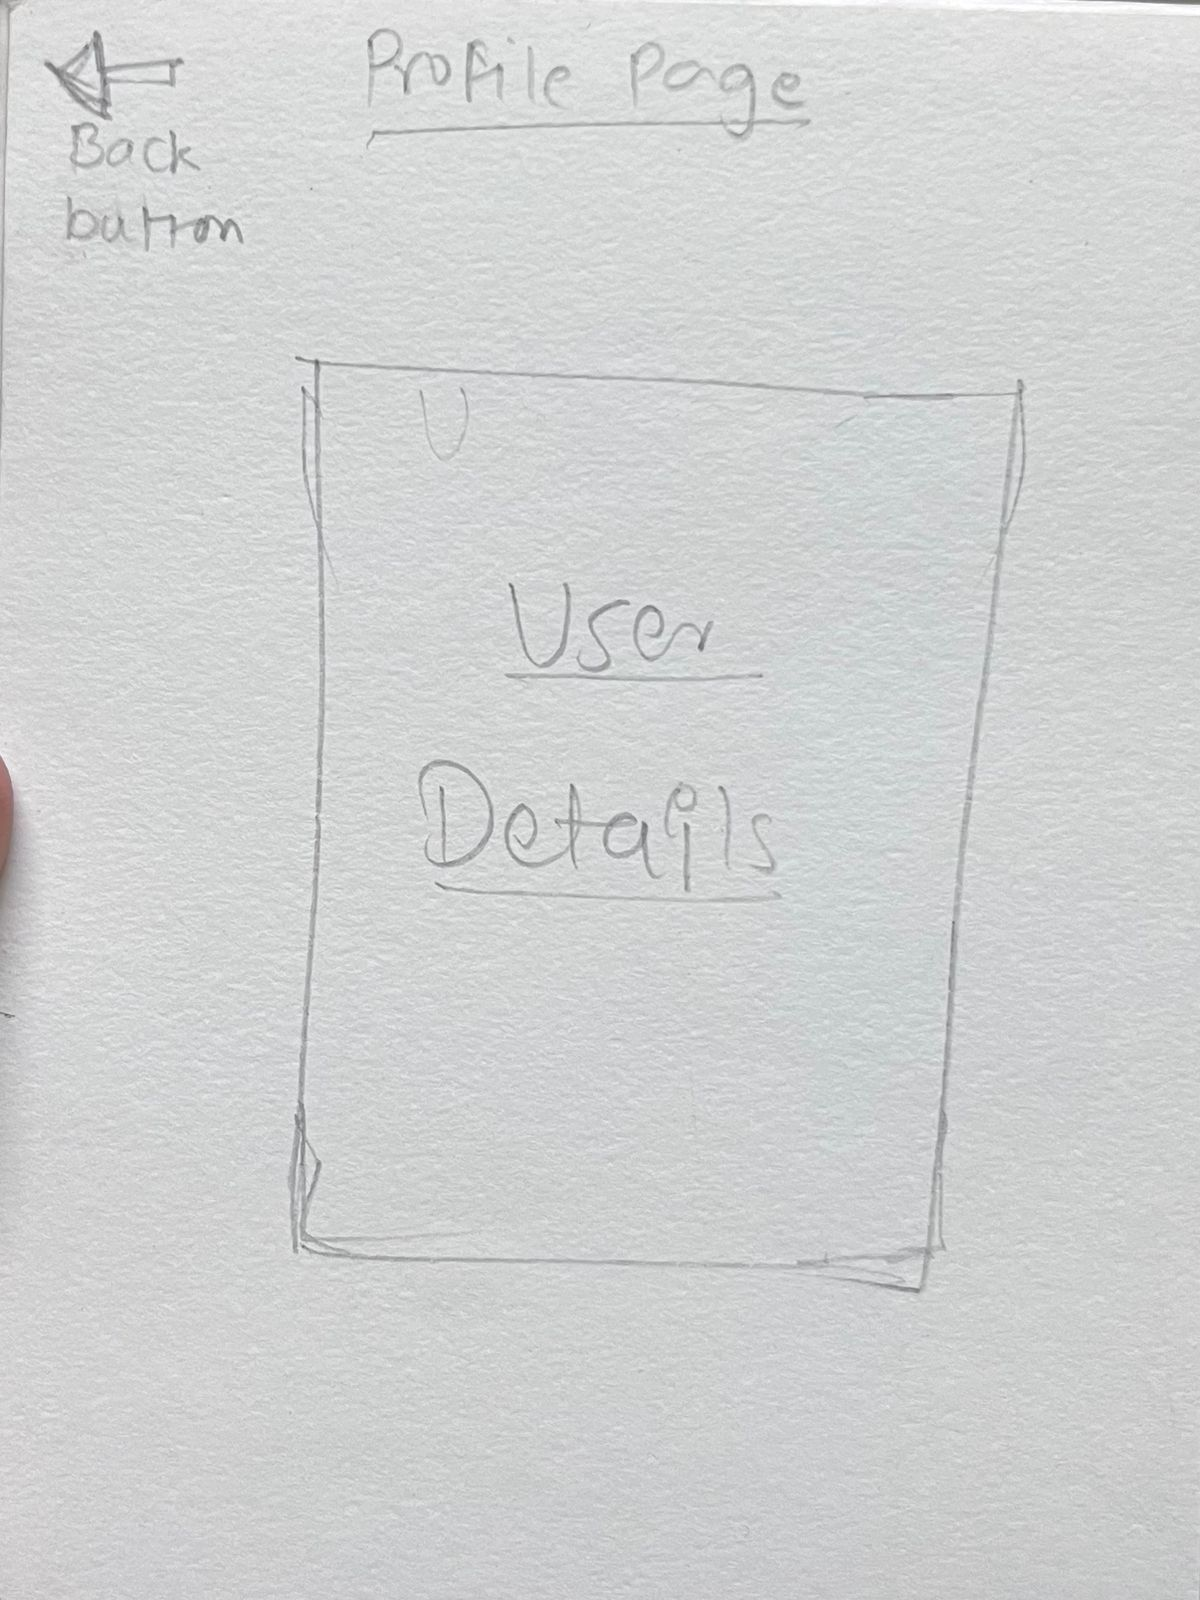 Profile Page
Back
button
U
User
Details